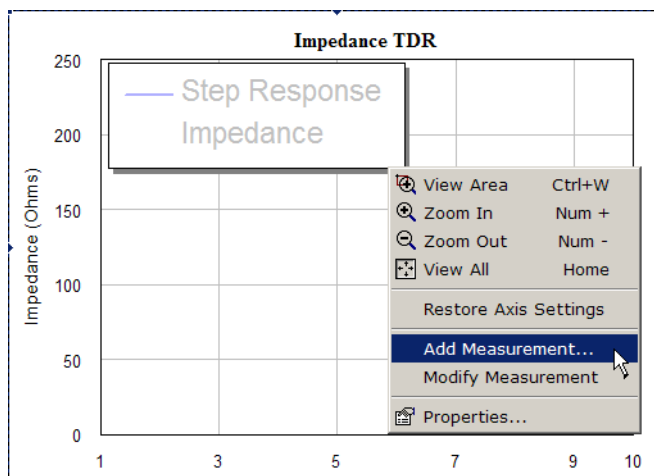 Impedance TDR
250
200
150
100
50
0
Impedance (Ohms)
Step Response
Impedance
View Area Ctrl+W
Zoom In Num +
Zoom Out Num -
View All Home
Restore Axis Settings
Add Measurement...
Modify Measurement
Properties...
1 3 5 7 9 10